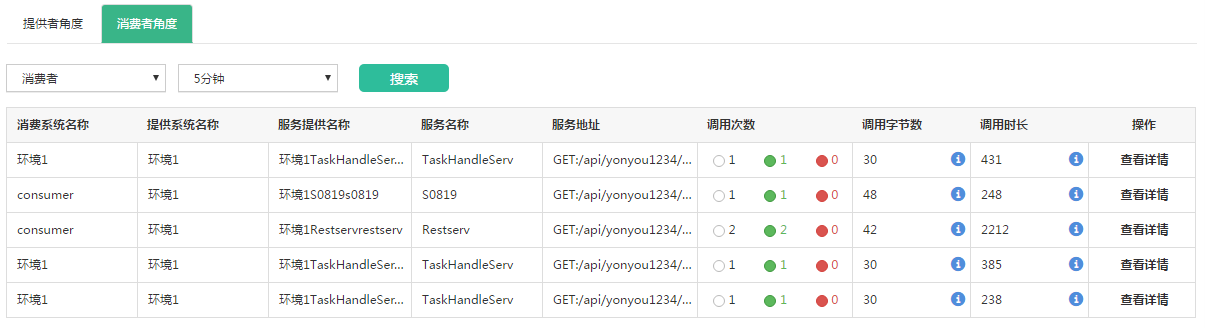 提供者角度 消费者角度
消费者 5分钟 搜索
消费系统名称 提供系统名称 服务提供名称 服务名称 服务地址 调用次数 调用字节数 调用时长 操作
环境1 环境1 环境1TaskHandleSer... TaskHandleServ GET:/api/yonyou1234/... 1 1 0 30 431 查看详情
consumer 环境1 环境1S0819s0819 S0819 GET:/api/yonyou1234/... 1 1 0 48 248 查看详情
consumer 环境1 环境1Restservrestserv Restserv GET:/api/yonyou1234/... 2 2 0 42 2212 查看详情
环境1 环境1 环境1TaskHandleSer... TaskHandleServ GET:/api/yonyou1234/... 1 1 0 30 385 查看详情
环境1 环境1 环境1TaskHandleSer... TaskHandleServ GET:/api/yonyou1234/... 1 1 0 30 238 查看详情